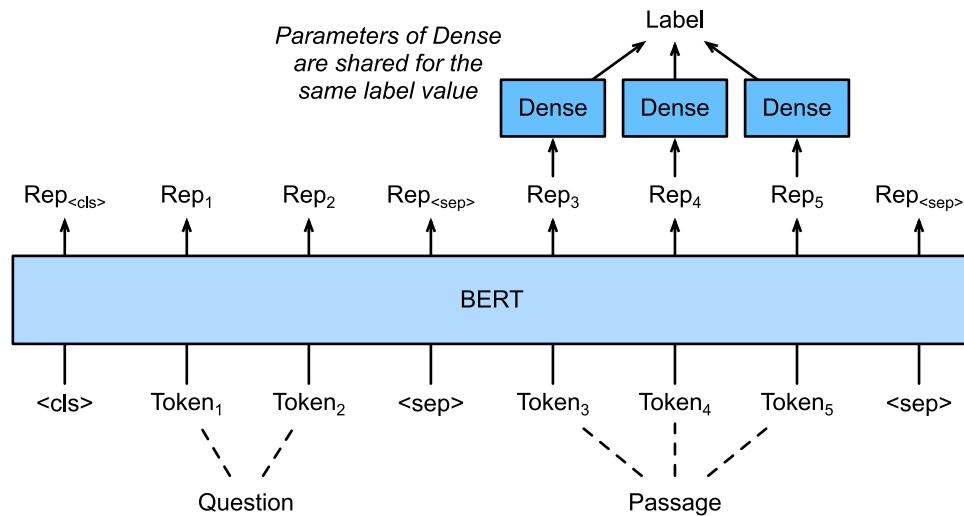 Label
Parameters of Dense
are shared for the
same label value
Dense Dense Dense
Rep<cls> Rep1 Rep2 Rep<sep> Rep3 Rep4 Rep5 Rep<sep>
BERT
<cls> Token1 Token2 <sep> Token3 Token4 Token5 <sep>
Question Passage